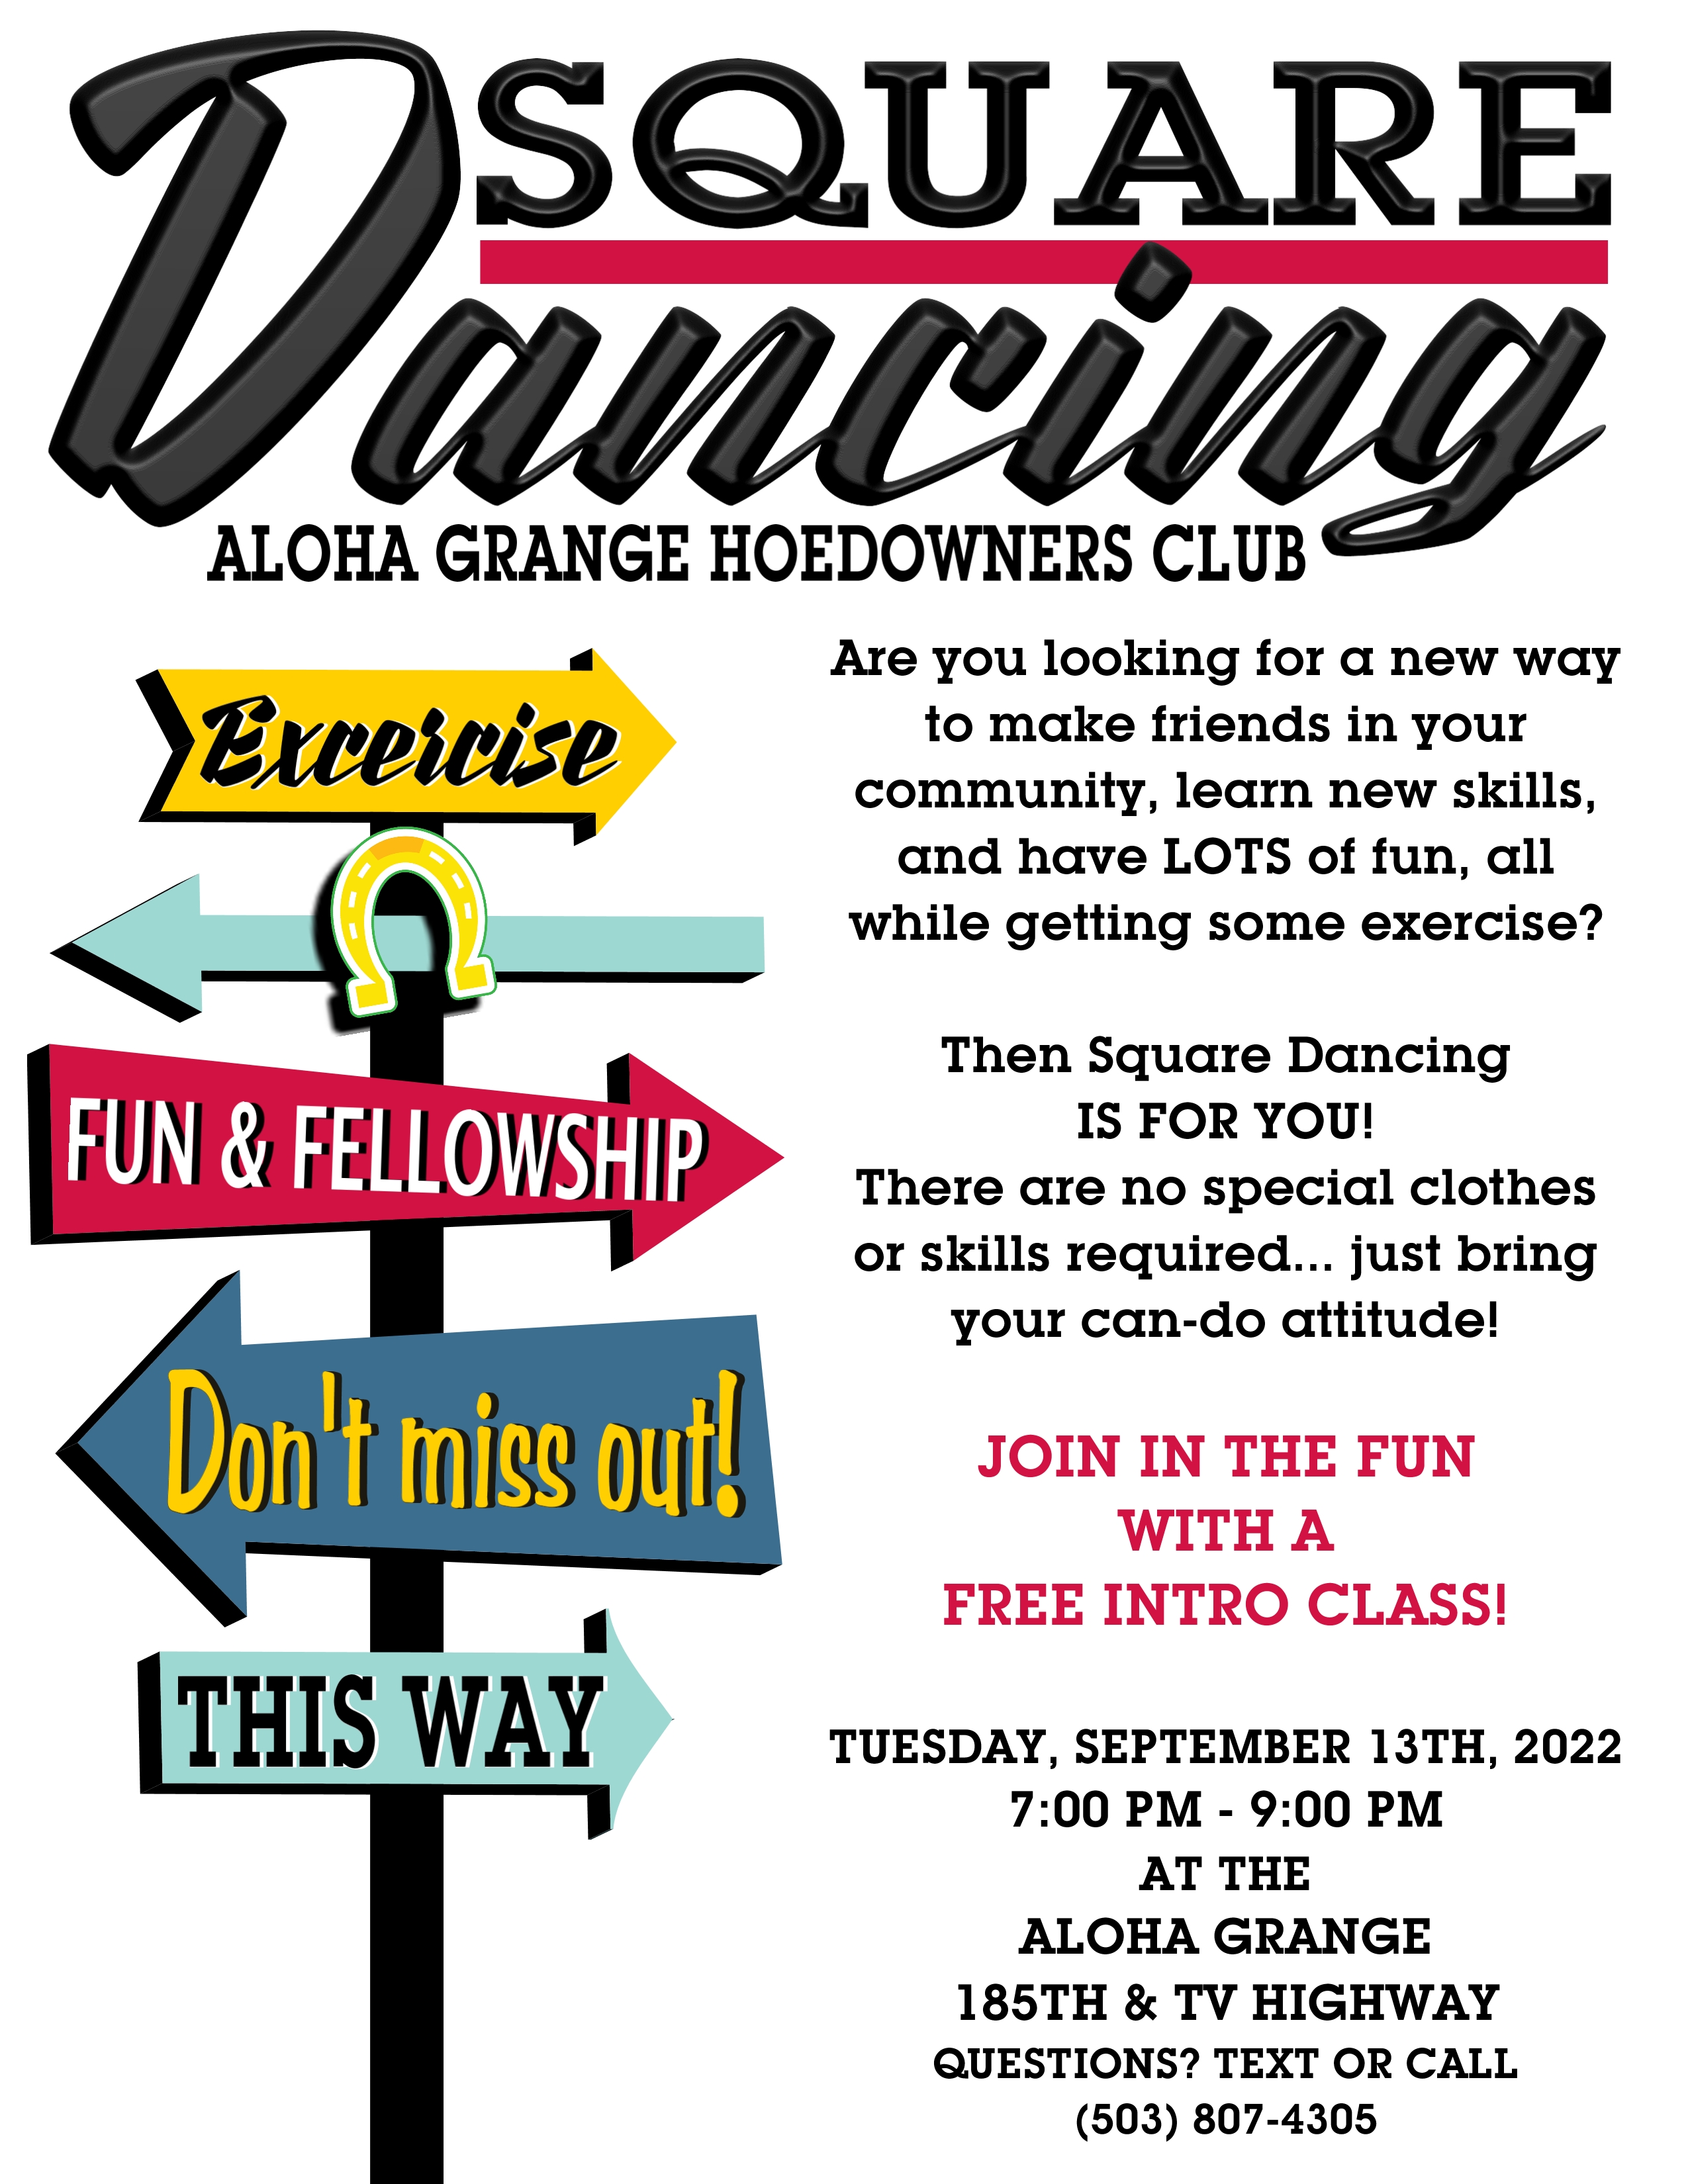 SQUARE
Dancing
ALOHA GRANGE HOEDOWNERS CLUB
Excercise
FUN & FELLOWSHIP
Don't miss out!
THIS WAY
Are you looking for a new way
to make friends in your
community, learn new skills,
and have LOTS of fun, all
while getting some exercise?
Then Square Dancing
IS FOR YOU!
There are no special clothes
or skills required... just bring
your can-do attitude!
JOIN IN THE FUN
WITH A
FREE INTRO CLASS!
TUESDAY, SEPTEMBER 13TH, 2022
7:00 PM - 9:00 PM
AT THE
ALOHA GRANGE
185TH & TV HIGHWAY
QUESTIONS? TEXT OR CALL
(503) 807-4305